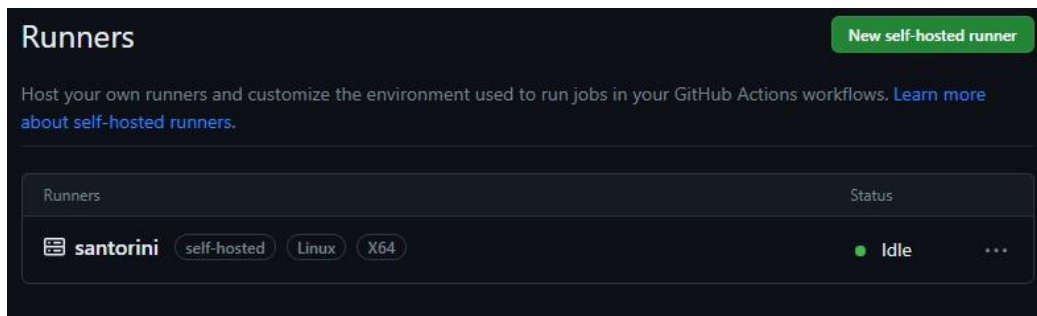 Runners
New self-hosted runner
Host your own runners and customize the environment used to run jobs in your GitHub Actions workflows. Learn more
about self-hosted runners.
Runners Status
santorini self-hosted Linux X64 Idle